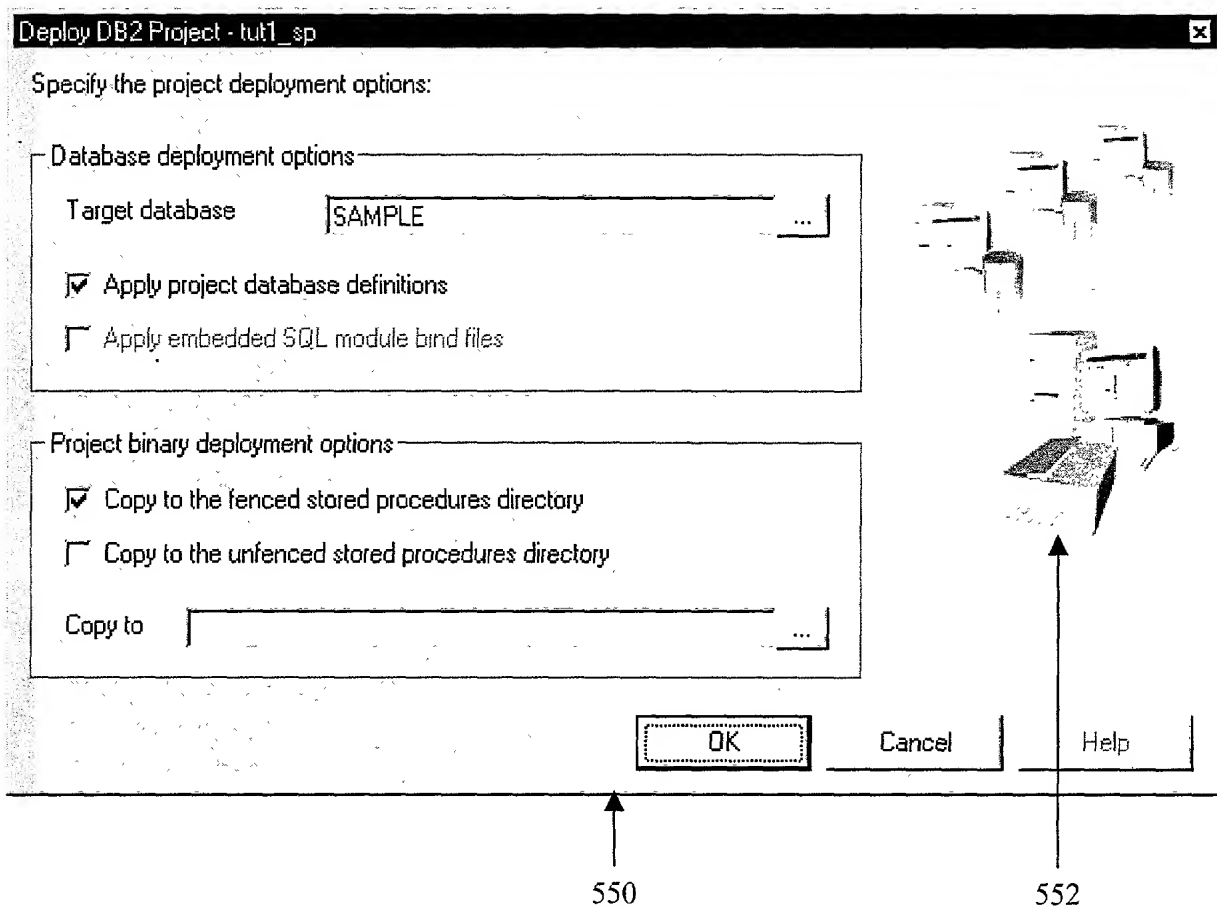 Deploy DB2 Project - tut1_sp
Specify the project deployment options:
Database deployment options
Target database
SAMPLE
...
Apply project database definitions
Apply embedded SQL module bind files
Project binary deployment options
Copy to the fenced stored procedures directory
Copy to the unfenced stored procedures directory
Copy to
...
OK
Cancel
Help
550
552